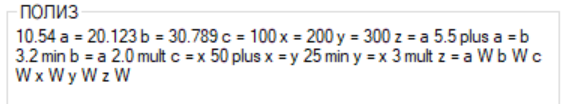 ПОЛИЗ
10.54 a = 20.123 b = 30.789 c = 100 x = 200 y = 300 z = a 5.5 plus a = b
3.2 min b = a 2.0 mult c = x 50 plus x = y 25 min y = x 3 mult z = a W b W c
W x W y W z W